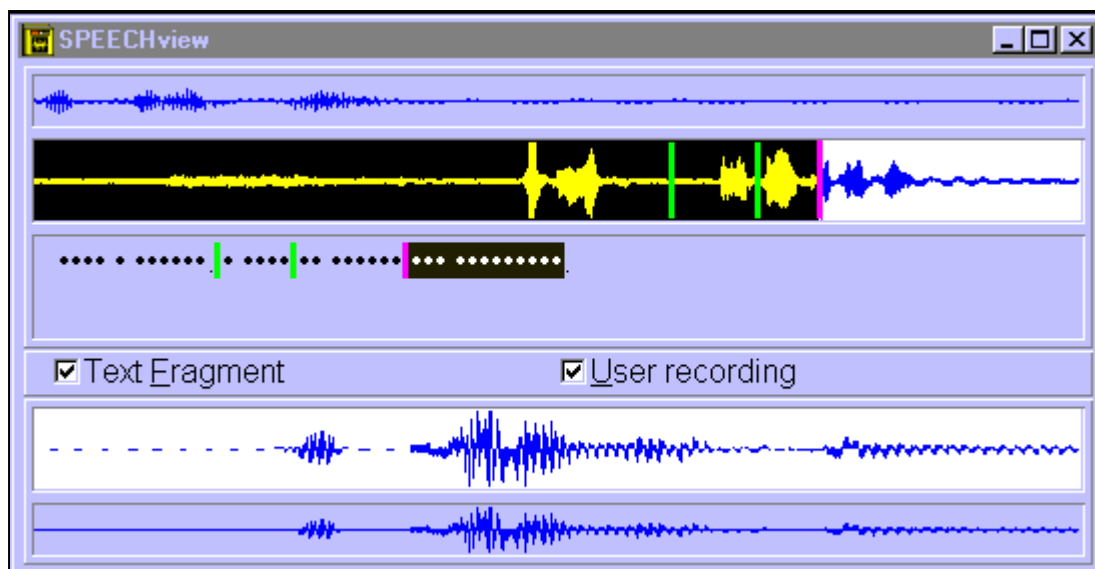 SPEECHview
•••• • ••••••.• •••••• ••••••••• •••••••••.
Text Fragment
User recording